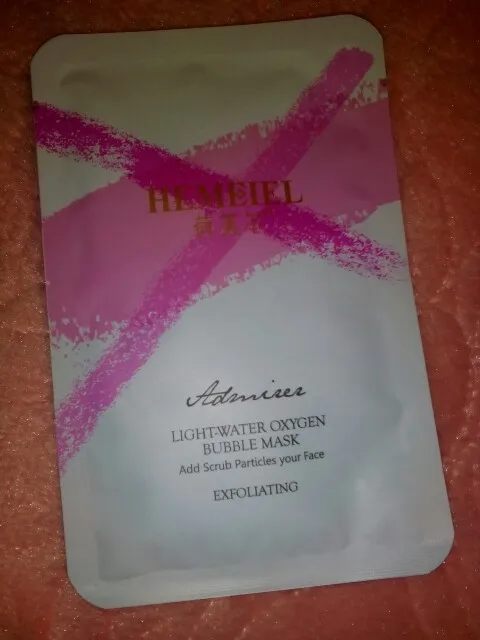 HEMEIEL
Admirer
LIGHT-WATER OXYGEN
BUBBLE MASK
Add Scrub Particles your Face
EXFOLIATING